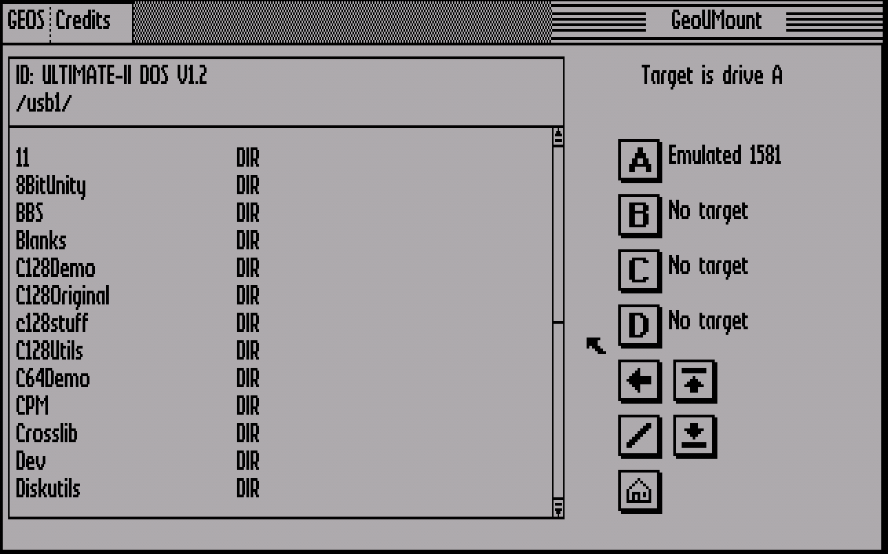 GEOS Credits
GeoUMount
ID: ULTIMATE-II DOS V1.2
/usb1/
11 DIR
8BitUnity DIR
BBS DIR
Blanks DIR
C128Demo DIR
C128Original DIR
c128stuff DIR
C128Utils DIR
C64Demo DIR
CPM DIR
Crosslib DIR
Dev DIR
Diskutils DIR
Target is drive A
A Emulated 1581
B No target
C No target
D No target